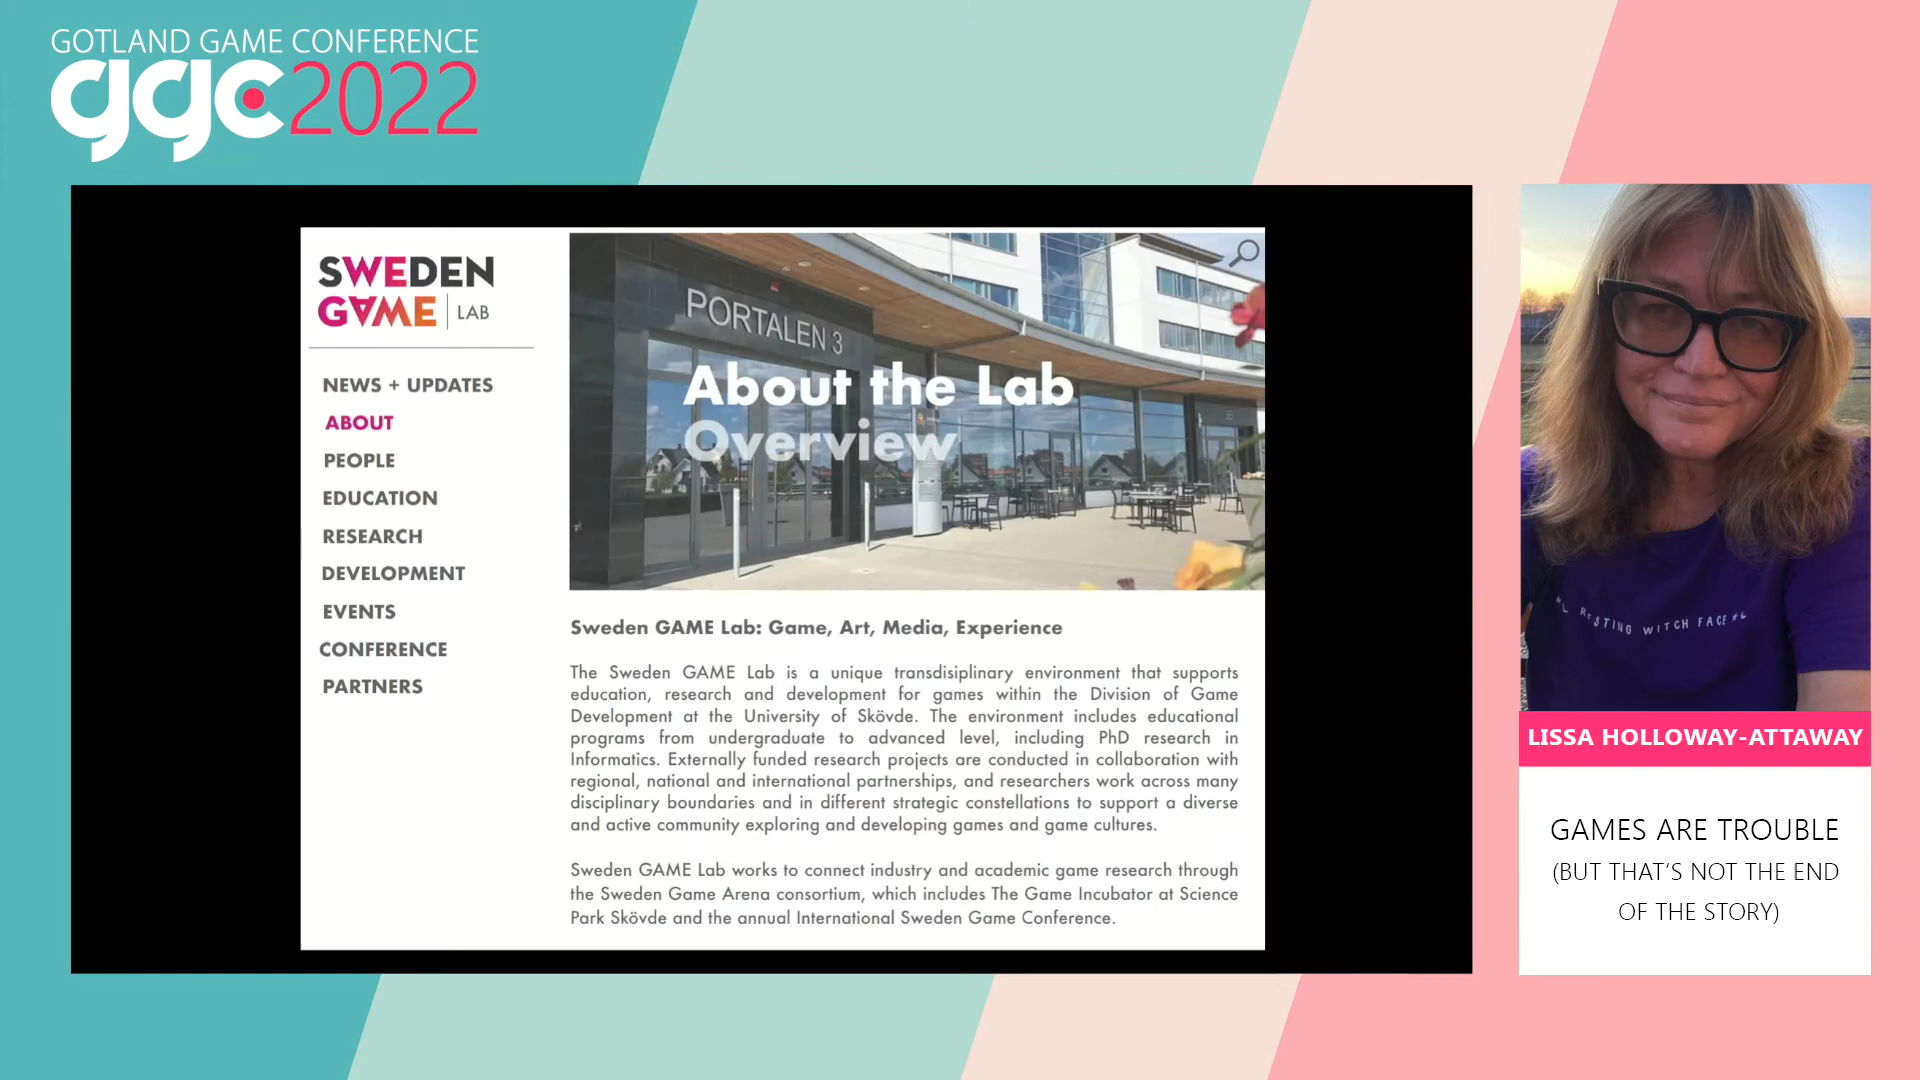 GOTLAND GAME CONFERENCE
ggc2022
SWEDEN
GAME | LAB
NEWS + UPDATES
ABOUT
PEOPLE
EDUCATION
RESEARCH
DEVELOPMENT
EVENTS
CONFERENCE
PARTNERS
PORTALEN 3
About the Lab
Overview
Sweden GAME Lab: Game, Art, Media, Experience
The Sweden GAME Lab is a unique transdisiplinary environment that supports
education, research and development for games within the Division of Game
Development at the University of Skövde. The environment includes educational
programs from undergraduate to advanced level, including PhD research in
Informatics. Externally funded research projects are conducted in collaboration with
regional, national and international partnerships, and researchers work across many
disciplinary boundaries and in different strategic constellations to support a diverse
and active community exploring and developing games and game cultures.
Sweden GAME Lab works to connect industry and academic game research through
the Sweden Game Arena consortium, which includes The Game Incubator at Science
Park Skövde and the annual International Sweden Game Conference.
RESTING WITCH FACE
LISSA HOLLOWAY-ATTAWAY
GAMES ARE TROUBLE
(BUT THAT'S NOT THE END
OF THE STORY)